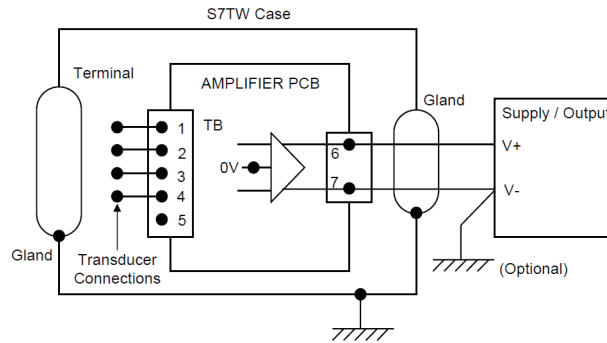 S7TW Case
Terminal
AMPLIFIER PCB
Gland
Supply / Output
1
TB
2
3
4
5
0V
6
7
V+
V-
Gland
Transducer
Connections
(Optional)